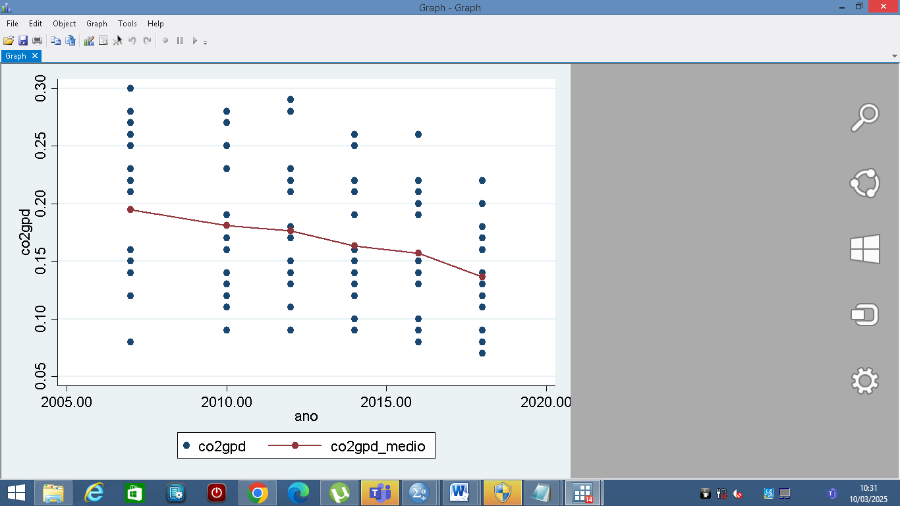 Graph - Graph
File Edit Object Graph Tools Help
Graph
0.30
0.25
0.20
0.15
0.10
0.05
co2gpd
2005.00 2010.00 2015.00 2020.00
ano
co2gpd co2gpd_medio
14
10:31
10/03/2025